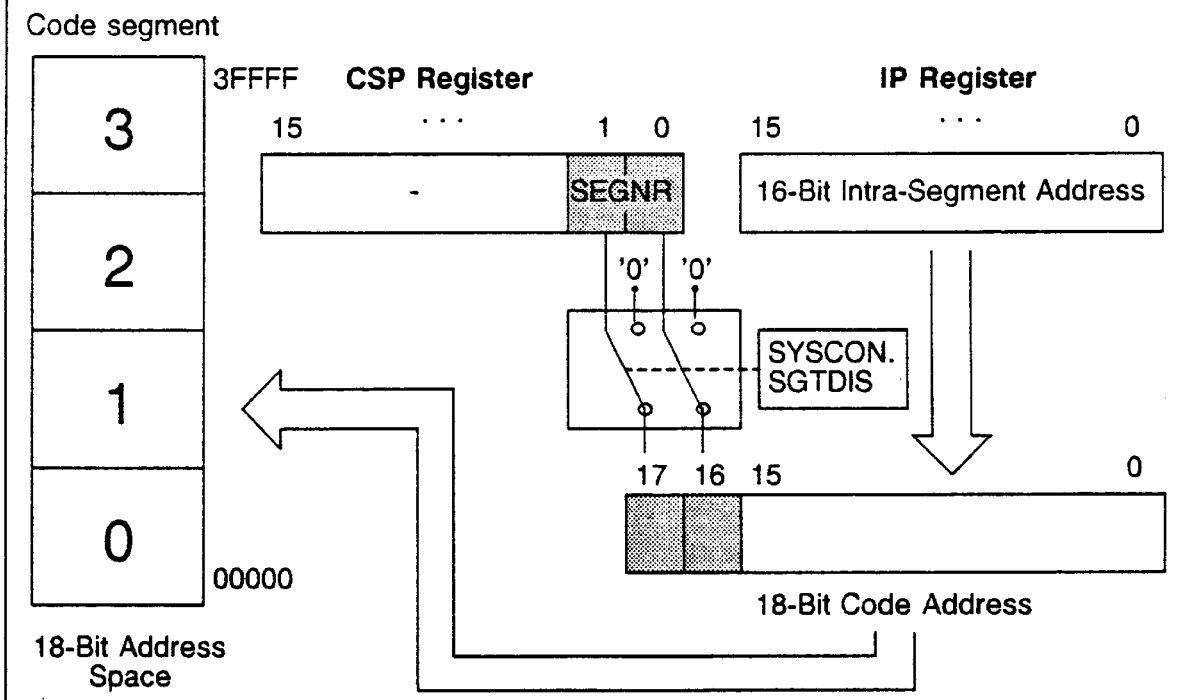 Code segment
3FFFF
CSP Register
IP Register
15 ... 1 0
15 ... 0
3
-
SEGNR
16-Bit Intra-Segment Address
2
'0' '0'
SYSCON.
SGTDIS
1
17 16 15 0
0
00000
18-Bit Code Address
18-Bit Address
Space